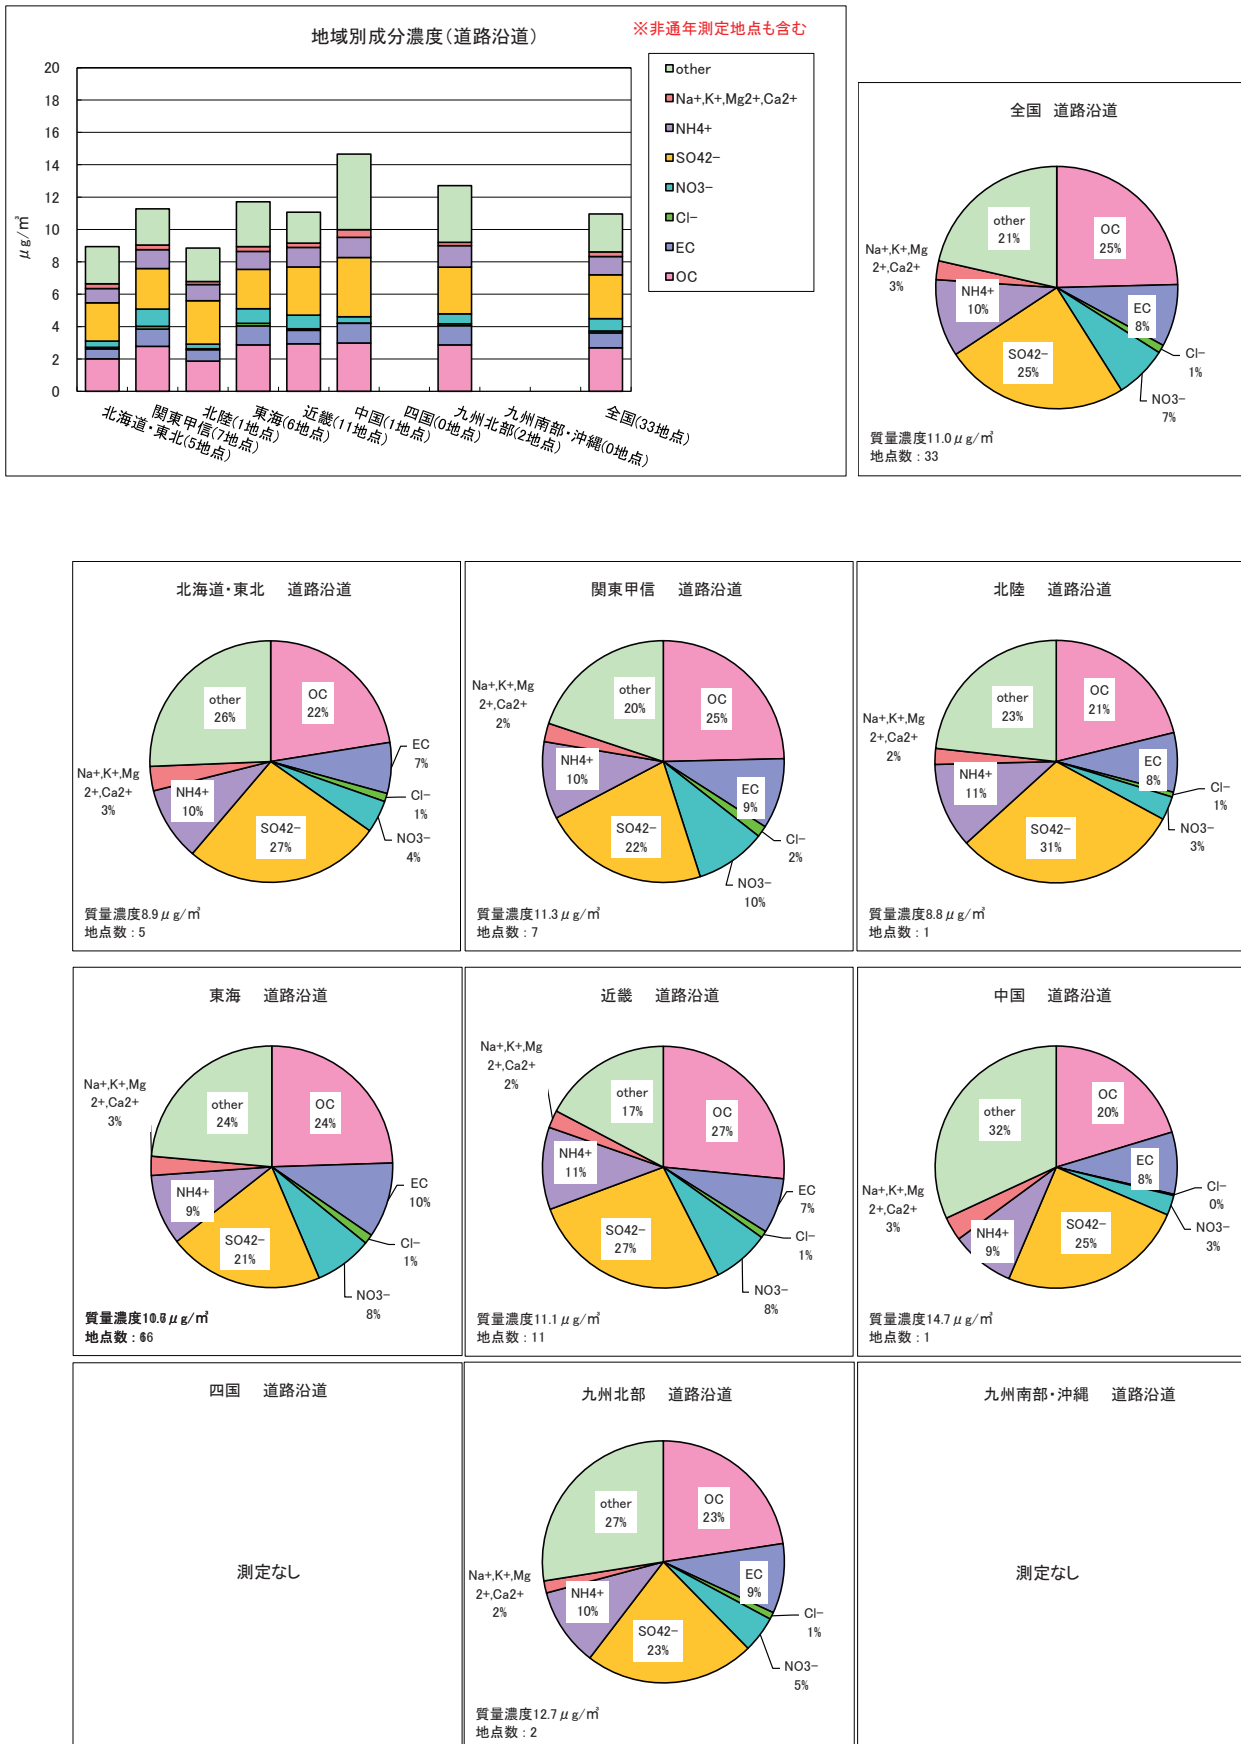 地域別成分濃度(道路沿道)
※非通年測定地点も含む
μg/㎥
20
18
16
14
12
10
8
6
4
2
0
北海道・東北(5地点)
関東甲信(7地点)
北陸(1地点)
東海(6地点)
近畿(11地点)
中国(1地点)
四国(0地点)
九州北部(2地点)
九州南部・沖縄(0地点)
全国(33地点)
other
Na+,K+,Mg2+,Ca2+
NH4+
SO42-
NO3-
Cl-
EC
OC
全国 道路沿道
other
21%
OC
25%
Na+,K+,Mg
2+,Ca2+
3%
NH4+
10%
EC
8%
Cl-
1%
SO42-
25%
NO3-
7%
質量濃度11.0μg/㎥
地点数:33
北海道・東北 道路沿道
other
26%
OC
22%
EC
7%
Na+,K+,Mg
2+,Ca2+
3%
NH4+
10%
Cl-
1%
SO42-
27%
NO3-
4%
質量濃度8.9μg/㎥
地点数:5
関東甲信 道路沿道
Na+,K+,Mg
2+,Ca2+
2%
other
20%
OC
25%
NH4+
10%
EC
9%
Cl-
2%
SO42-
22%
NO3-
10%
質量濃度11.3μg/㎥
地点数:7
北陸 道路沿道
other
23%
OC
21%
Na+,K+,Mg
2+,Ca2+
2%
NH4+
11%
EC
8%
Cl-
1%
SO42-
31%
NO3-
3%
質量濃度8.8μg/㎥
地点数:1
東海 道路沿道
Na+,K+,Mg
2+,Ca2+
3%
other
24%
OC
24%
NH4+
9%
EC
10%
Cl-
1%
SO42-
21%
NO3-
8%
質量濃度
μg/㎥
地点数:
近畿 道路沿道
Na+,K+,Mg
2+,Ca2+
2%
other
17%
OC
27%
NH4+
11%
EC
7%
Cl-
1%
SO42-
27%
NO3-
8%
質量濃度11.1μg/㎥
地点数:11
中国 道路沿道
other
32%
OC
20%
EC
8%
Na+,K+,Mg
2+,Ca2+
3%
Cl-
0%
NH4+
9%
SO42-
25%
NO3-
3%
質量濃度14.7μg/㎥
地点数:1
四国 道路沿道
測定なし
九州北部 道路沿道
other
27%
OC
23%
Na+,K+,Mg
2+,Ca2+
2%
NH4+
10%
EC
9%
Cl-
1%
SO42-
23%
NO3-
5%
質量濃度12.7μg/㎥
地点数:2
九州南部・沖縄 道路沿道
測定なし